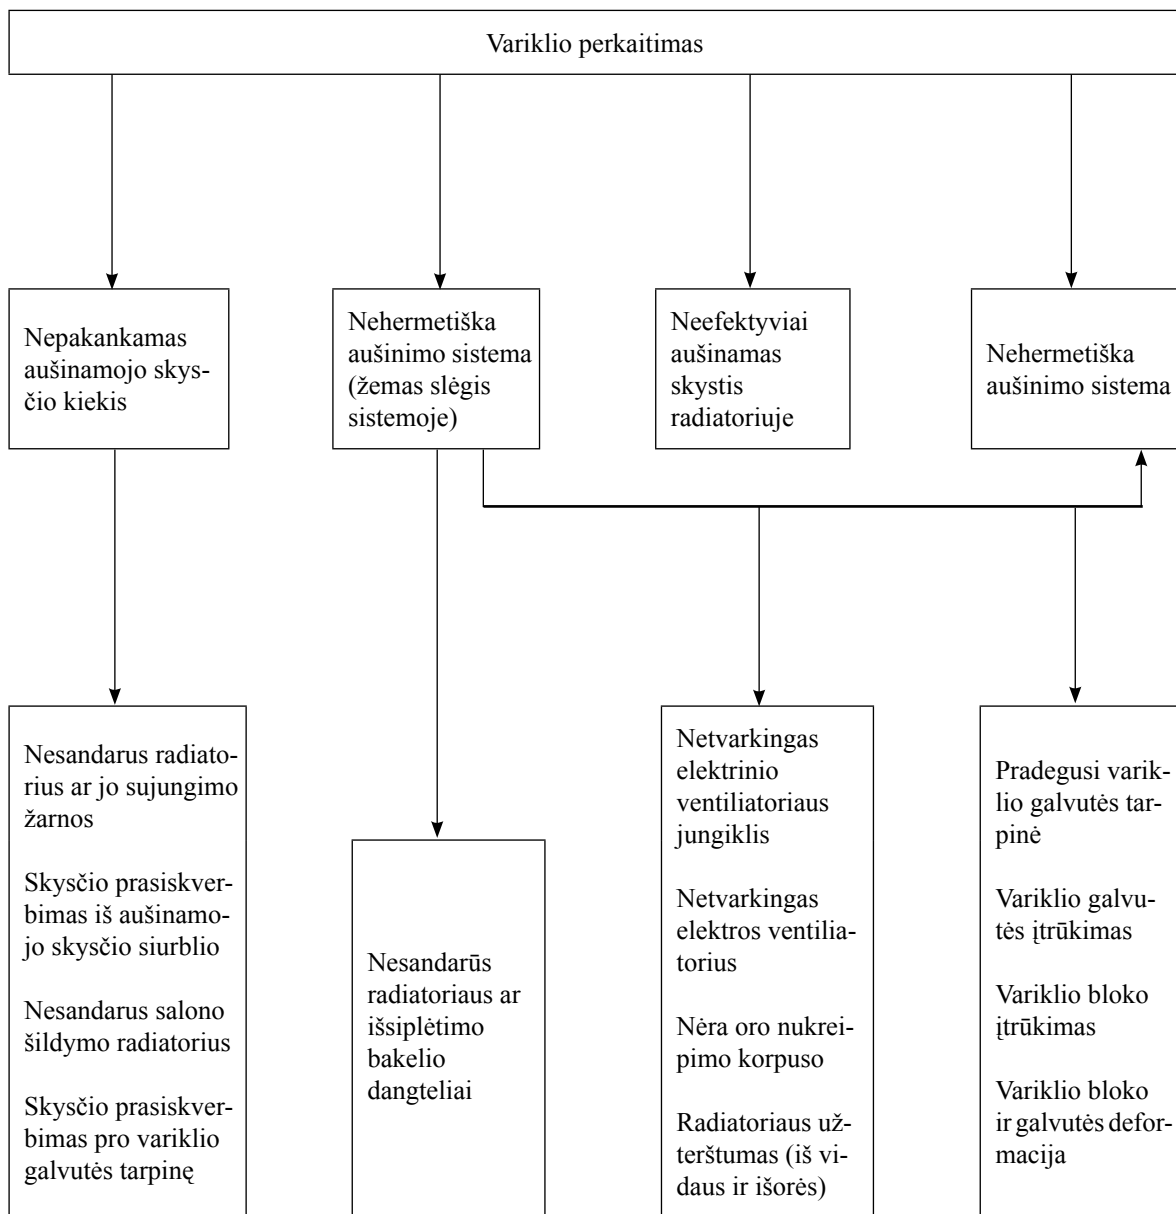 Variklio perkaitimas
Nepakankamas
aušinamojo skys-
čio kiekis
Nehermetiška
aušinimo sistema
(žemas slėgis
sistemoje)
Neefektyviai
aušinamas
skystis
radiatoriuje
Nehermetiška
aušinimo sistema
Nesandarus radiato-
rius ar jo sujungimo
žarnos
Skysčio prasiskver-
bimas iš aušinamo-
jo skysčio siurblio
Nesandarus salono
šildymo radiatorius
Skysčio prasiskver-
bimas pro variklio
galvutės tarpinę
Nesandarūs
radiatoriaus ar
išsiplėtimo
bakelio
dangteliai
Netvarkingas
elektrinio
ventiliatoriaus
jungiklis
Netvarkingas
elektros ventilia-
torius
Nėra oro nukrei-
pimo korpuso
Radiatoriaus už-
terštumas (iš vi-
daus ir išorės)
Pradegusi varik-
lio galvutės tar-
pinė
Variklio galvu-
tės įtrūkimas
Variklio bloko
įtrūkimas
Variklio bloko
ir galvutės defor-
macija